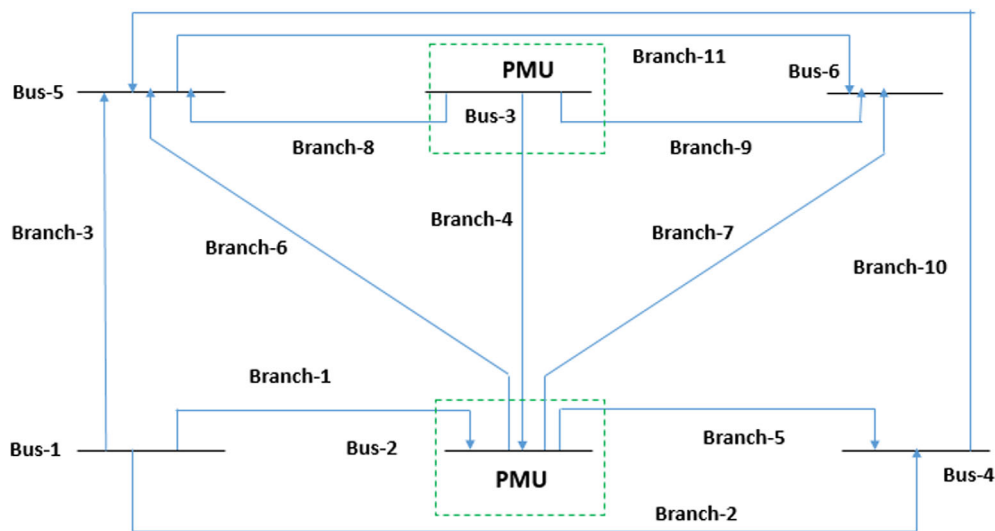 Branch-11
PMU
Bus-6
Bus-5
Bus-3
Branch-8
Branch-9
Branch-3
Branch-4
Branch-6
Branch-7
Branch-10
Branch-1
Branch-5
Bus-1
Bus-2
PMU
Bus-4
Branch-2